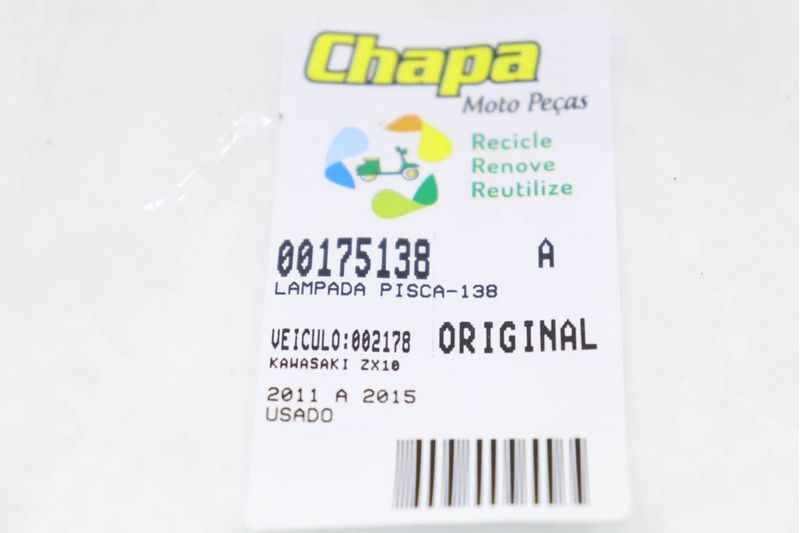 Chapa
Moto Peças
Recicle
Renove
Reutilize
00175138 A
LAMPADA PISCA-138
VEICULO:002178 ORIGINAL
KAWASAKI ZX10
2011 A 2015
USADO